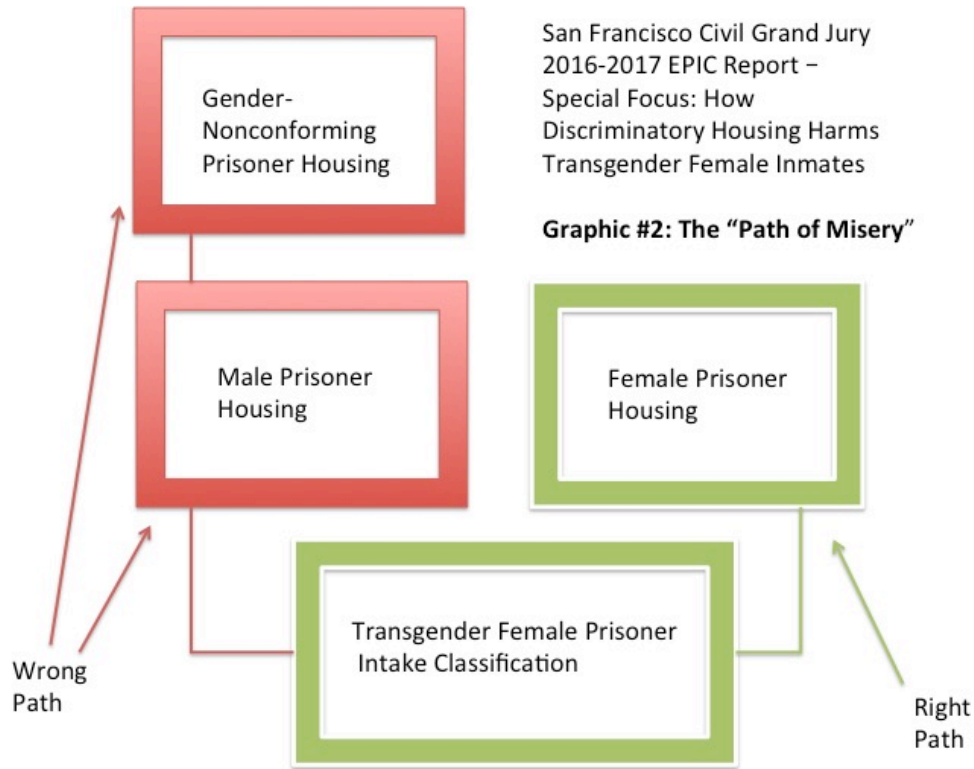 San Francisco Civil Grand Jury
2016-2017 EPIC Report –
Special Focus: How
Discriminatory Housing Harms
Transgender Female Inmates
Graphic #2: The “Path of Misery”
Gender-
Nonconforming
Prisoner Housing
Male Prisoner
Housing
Female Prisoner
Housing
Transgender Female Prisoner
Intake Classification
Wrong
Path
Right
Path